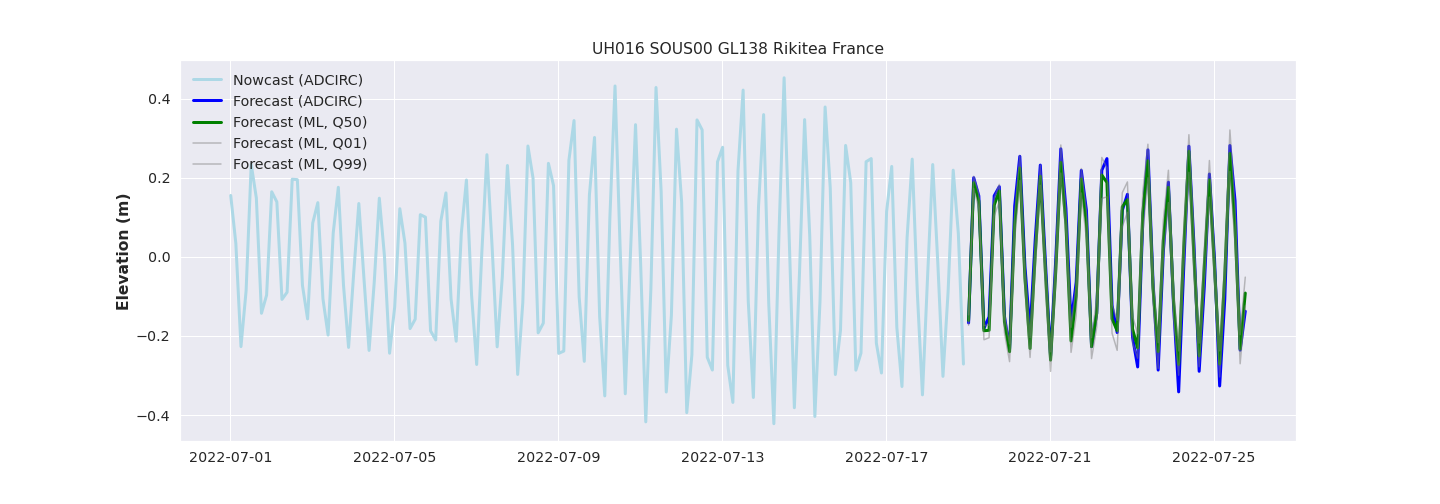 UH016 SOUS00 GL138 Rikitea France
Nowcast (ADCIRC)
Forecast (ADCIRC)
Forecast (ML, Q50)
Forecast (ML, Q01)
Forecast (ML, Q99)
Elevation (m)
0.4
0.2
0.0
−0.2
−0.4
2022-07-01 2022-07-05 2022-07-09 2022-07-13 2022-07-17 2022-07-21 2022-07-25